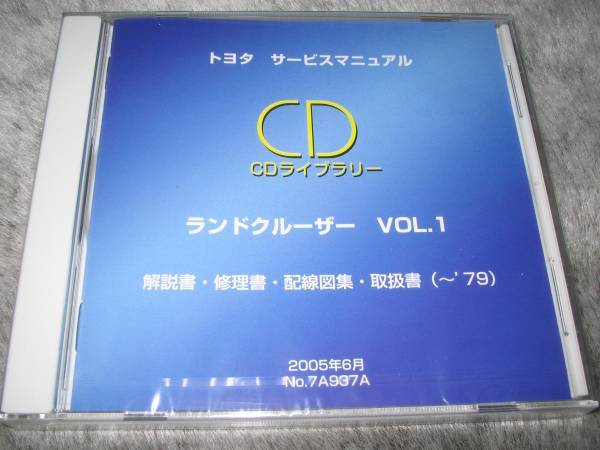 トヨタ　サービスマニュアル
CD
CDライブラリー
ランドクルーザー　VOL.1
解説書・修理書・配線図集・取扱書（～'79）
2005年6月
No.7A937A